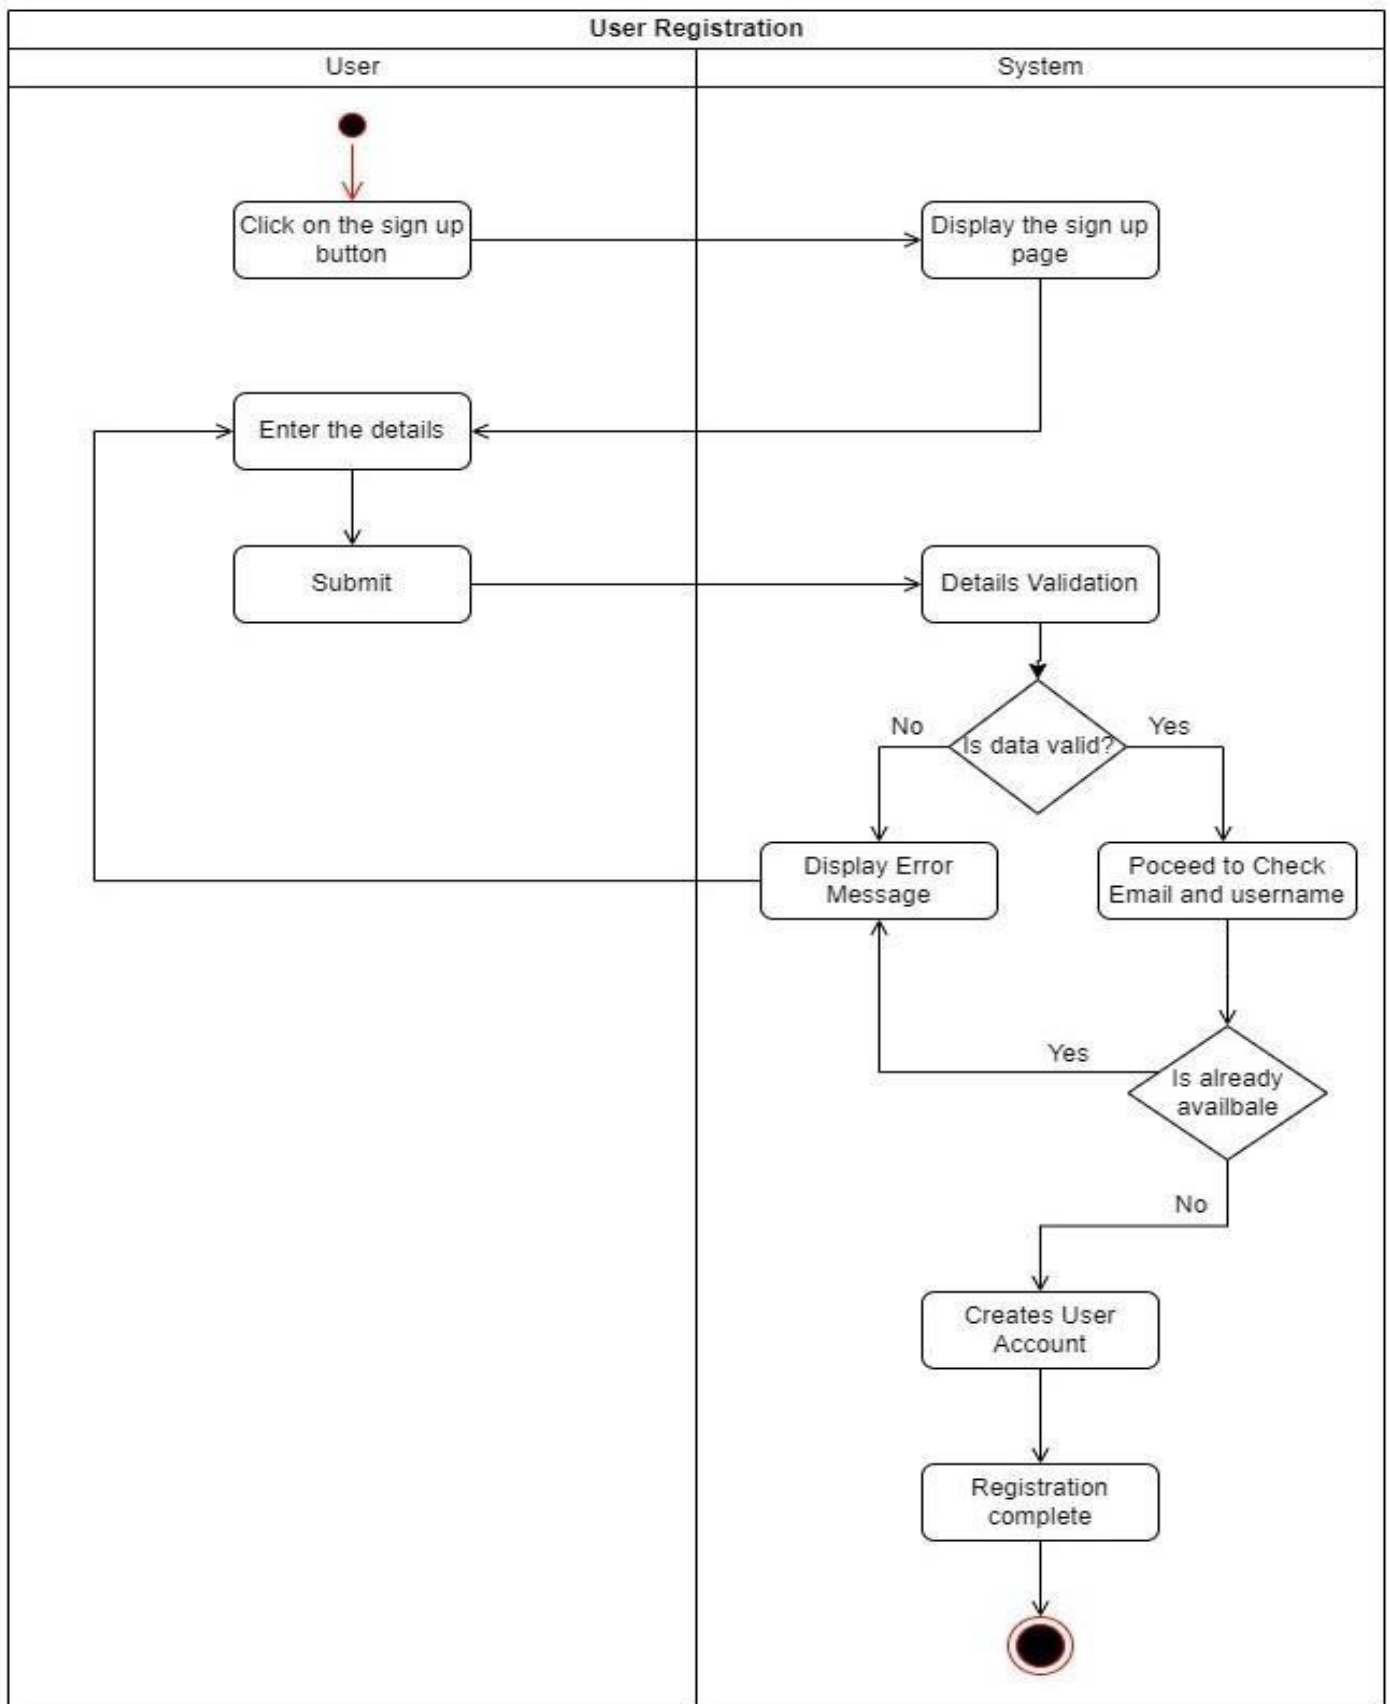 User Registration
User
System
Click on the sign up
button
Display the sign up
page
Enter the details
Submit
Details Validation
No
Is data valid?
Yes
Display Error
Message
Poceed to Check
Email and username
Yes
Is already
availbale
No
Creates User
Account
Registration
complete